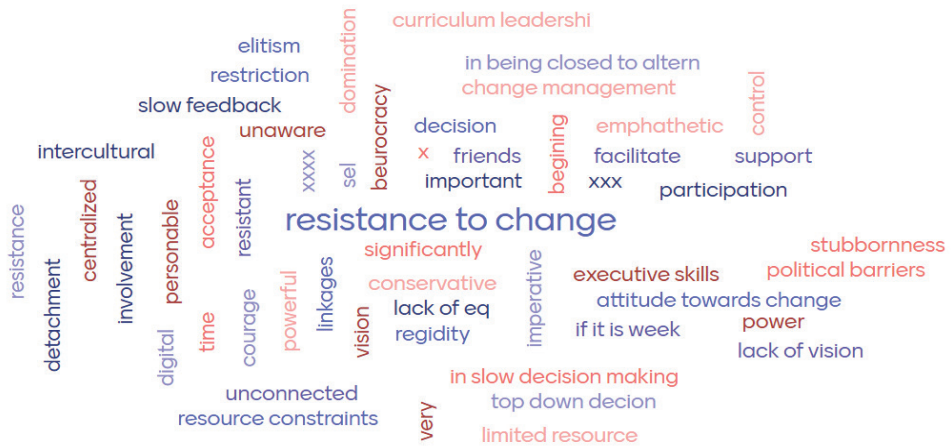 curriculum leadershi
elitism
domination
in being closed to altern
restriction
change management
control
slow feedback
unaware
beurocracy
decision
begining
emphathetic
intercultural
acceptance
xxxx
sel
x
friends
facilitate
support
important
xxx
participation
resistance
centralized
involvement
personable
resistant
resistance to change
significantly
stubbornness
detachment
powerful
linkages
conservative
imperative
executive skills
political barriers
digital
time
courage
vision
lack of eq
attitude towards change
regidity
if it is week
power
lack of vision
unconnected
in slow decision making
resource constraints
very
top down decion
limited resource